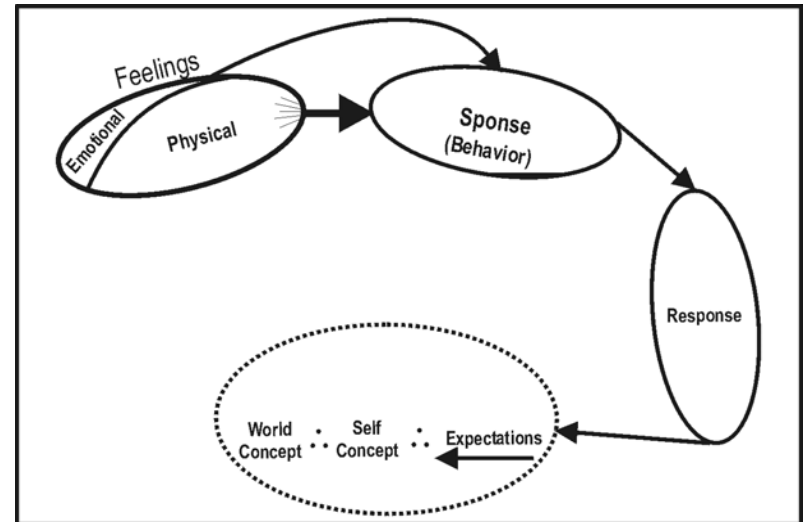 Feelings
Emotional
Physical
Sponse
(Behavior)
Response
World
Concept
∴
Self
Concept
∴
Expectations